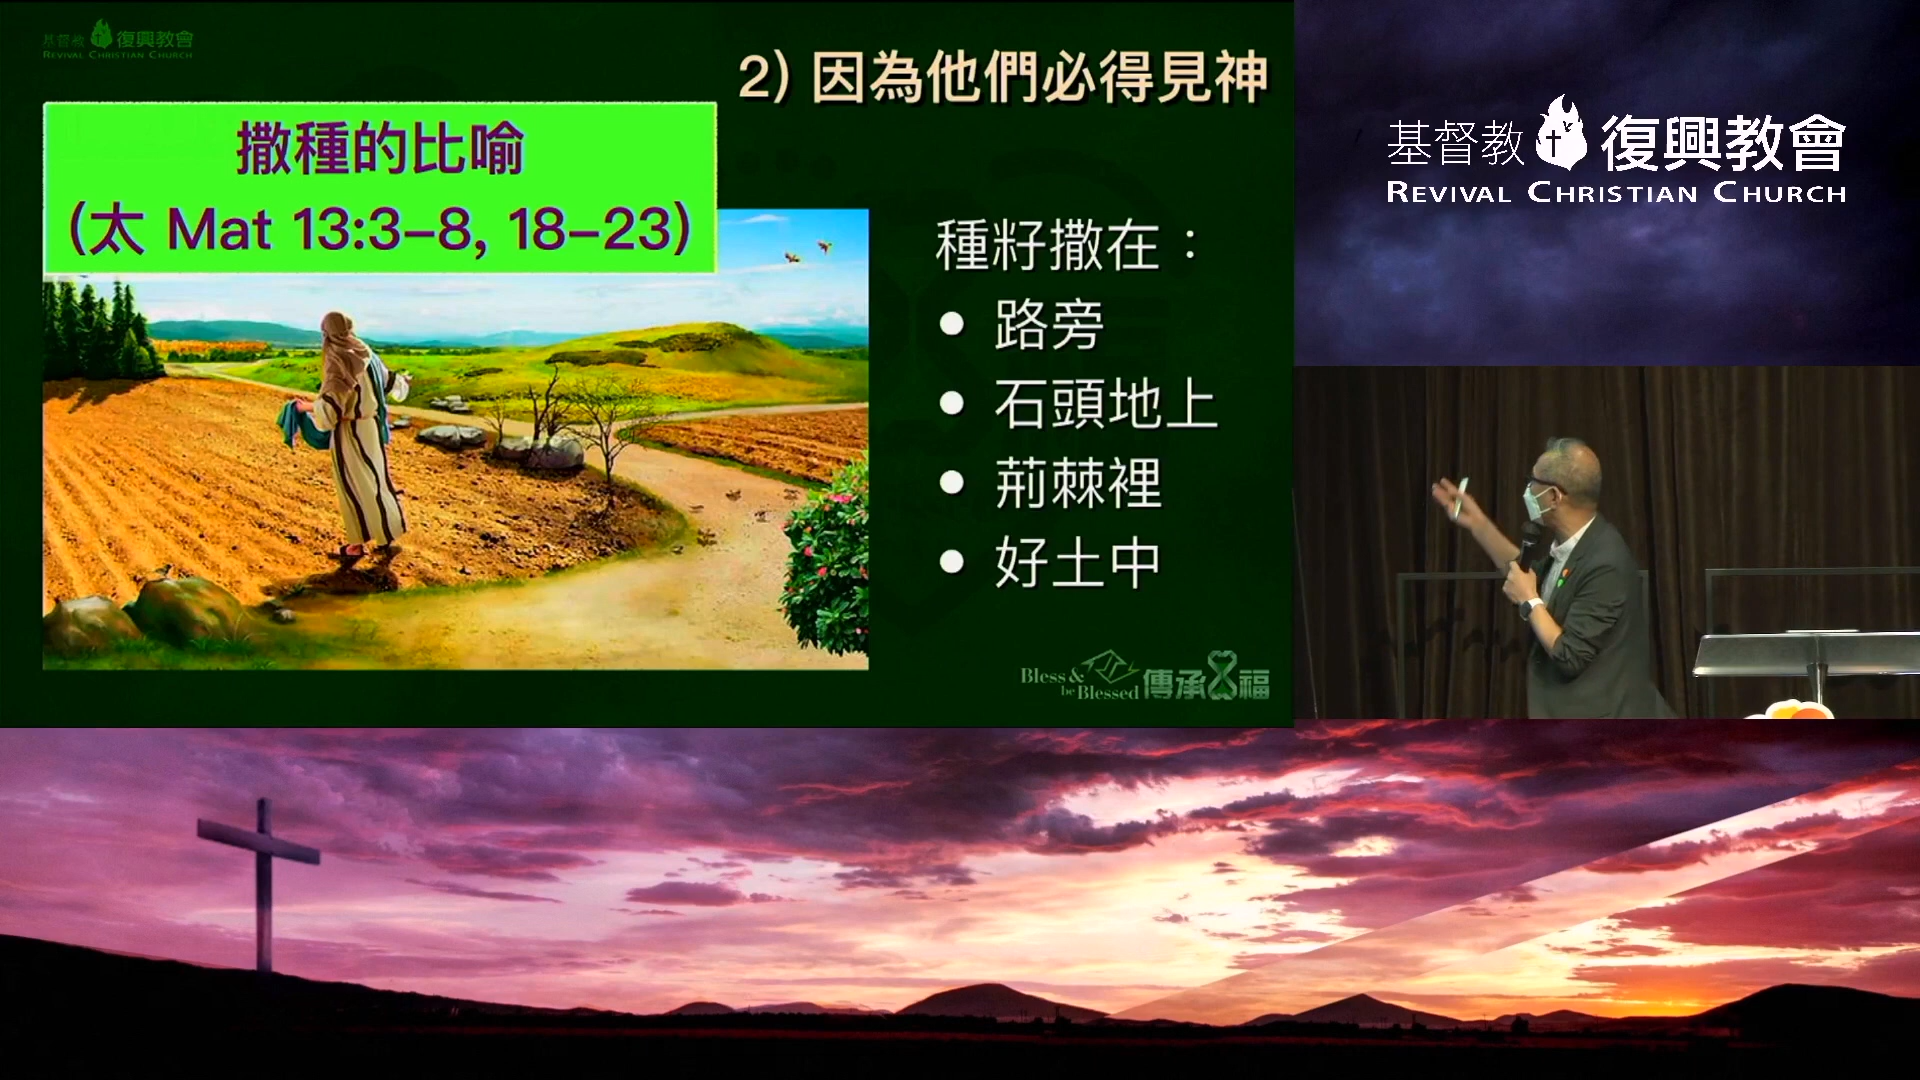 基督教 復興教會
REVIVAL CHRISTIAN CHURCH
2) 因為他們必得見神
撒種的比喻
(太 Mat 13:3–8, 18–23)
種籽撒在：
● 路旁
● 石頭地上
● 荊棘裡
● 好土中
Bless & be Blessed 傳承 福
基督教 復興教會
REVIVAL CHRISTIAN CHURCH